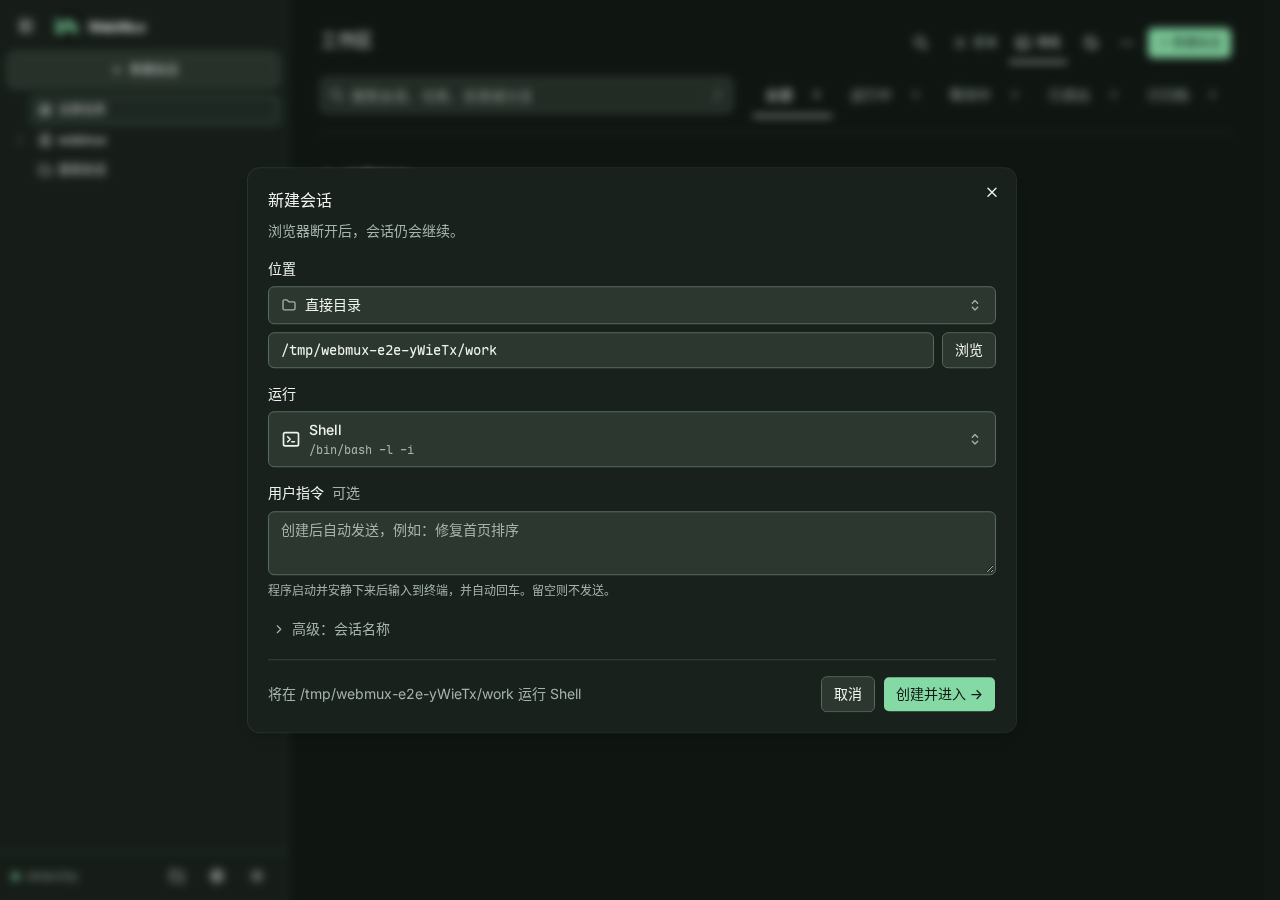 新建会话
浏览器断开后，会话仍会继续。
位置
直接目录
/tmp/webmux-e2e-yWieTx/work
浏览
运行
Shell
/bin/bash -l -i
用户指令 可选
创建后自动发送，例如：修复首页排序
程序启动并安静下来后输入到终端，并自动回车。留空则不发送。
高级：会话名称
将在 /tmp/webmux-e2e-yWieTx/work 运行 Shell
取消
创建并进入 →